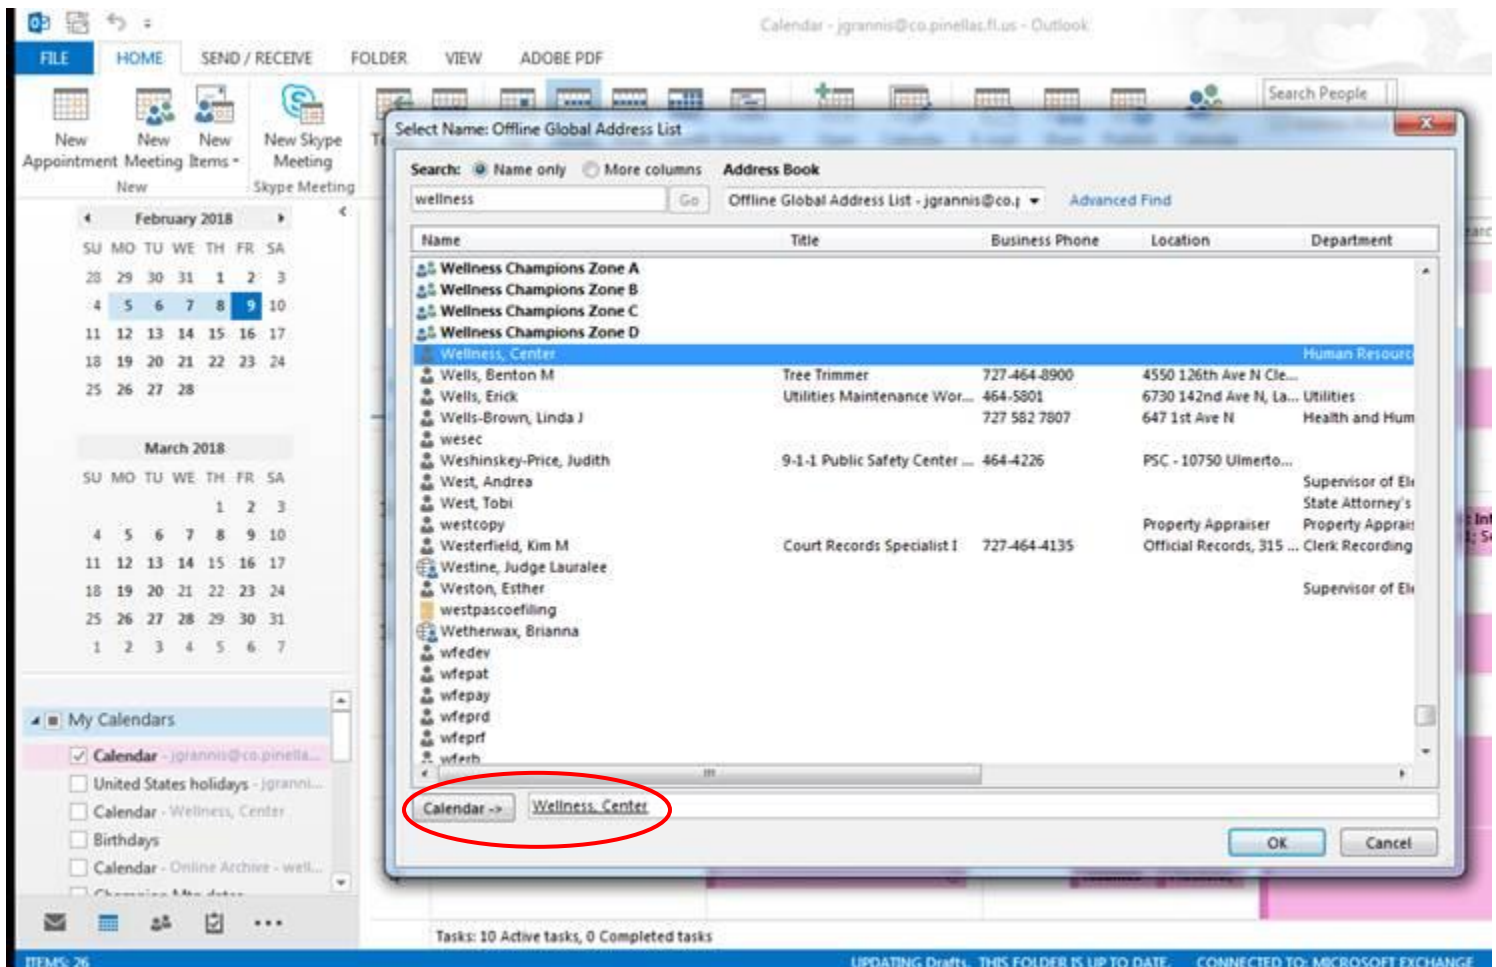 Calendar - jgrannis@co.pinellas.fl.us - Outlook
FILE HOME SEND / RECEIVE FOLDER VIEW ADOBE PDF
New Appointment
New Meeting
New Items
New Skype Meeting
Search People
New
Skype Meeting
February 2018
SU MO TU WE TH FR SA
28 29 30 31 1 2 3
4 5 6 7 8 9 10
11 12 13 14 15 16 17
18 19 20 21 22 23 24
25 26 27 28
March 2018
SU MO TU WE TH FR SA
1 2 3
4 5 6 7 8 9 10
11 12 13 14 15 16 17
18 19 20 21 22 23 24
25 26 27 28 29 30 31
1 2 3 4 5 6 7
My Calendars
Calendar - jgrannis@co.pinella...
United States holidays - jgranni...
Calendar - Wellness, Center
Birthdays
Calendar - Online Archive - well...
Select Name: Offline Global Address List
Search: Name only More columns Address Book
wellness Go Offline Global Address List - jgrannis@co.p Advanced Find
Name Title Business Phone Location Department
Wellness Champions Zone A
Wellness Champions Zone B
Wellness Champions Zone C
Wellness Champions Zone D
Wellness, Center Human Resourc
Wells, Benton M Tree Trimmer 727-464-8900 4550 126th Ave N Cle...
Wells, Erick Utilities Maintenance Wor... 464-5801 6730 142nd Ave N, La... Utilities
Wells-Brown, Linda J 727 582 7807 647 1st Ave N Health and Hum
wesec
Weshinskey-Price, Judith 9-1-1 Public Safety Center ... 464-4226 PSC - 10750 Ulmerto...
West, Andrea Supervisor of Ele
West, Tobi State Attorney's
westcopy Property Appraiser Property Apprais
Westerfield, Kim M Court Records Specialist I 727-464-4135 Official Records, 315 ... Clerk Recording
Westine, Judge Lauralee
Weston, Esther Supervisor of Ele
westpascoefiling
Wetherwax, Brianna
wfedev
wfepat
wfepay
wfeprd
wfeprf
wferb
Calendar -> Wellness, Center
OK Cancel
Tasks: 10 Active tasks, 0 Completed tasks
ITEMS: 26 UPDATING Drafts. THIS FOLDER IS UP TO DATE. CONNECTED TO: MICROSOFT EXCHANGE